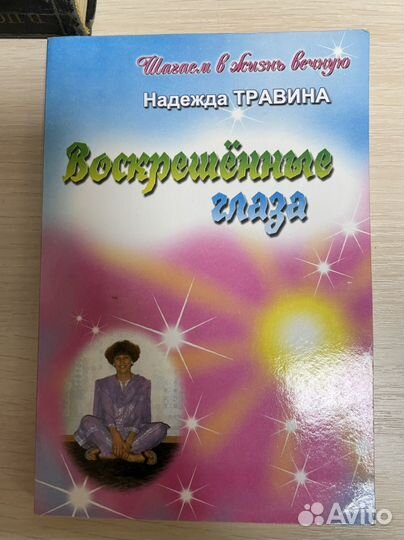 Шагаем в жизнь вечную
Надежда ТРАВИНА
Воскрешённые
глаза
Avito